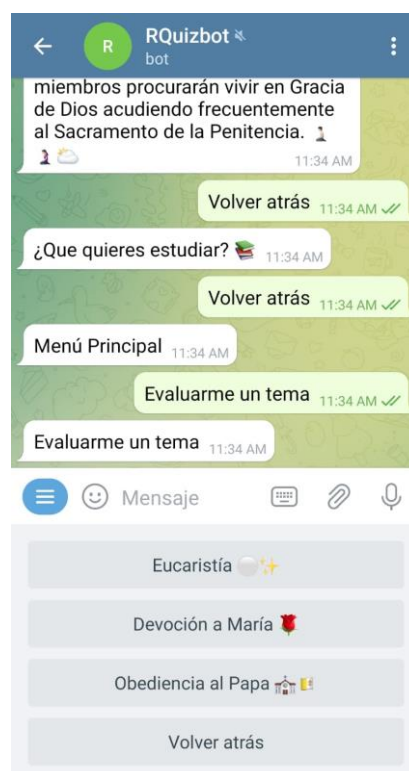 R
RQuizbot
bot
miembros procurarán vivir en Gracia
de Dios acudiendo frecuentemente
al Sacramento de la Penitencia.
11:34 AM
Volver atrás 11:34 AM
¿Que quieres estudiar? 11:34 AM
Volver atrás 11:34 AM
Menú Principal 11:34 AM
Evaluarme un tema 11:34 AM
Evaluarme un tema 11:34 AM
Mensaje
Eucaristía
Devoción a María
Obediencia al Papa
Volver atrás